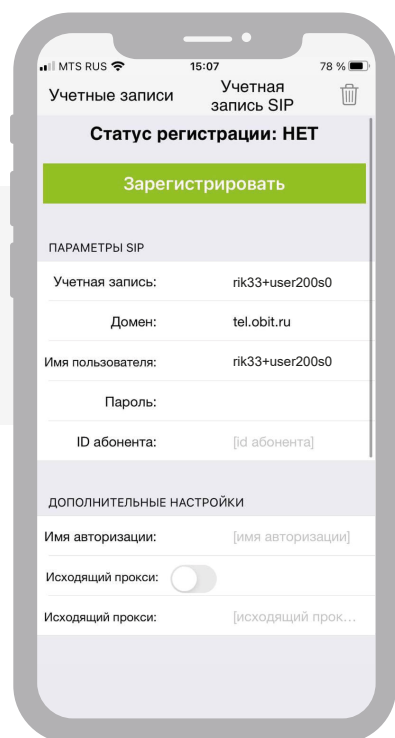 MTS RUS 15:07 78 %
Учетные записи
Учетная
запись SIP
Статус регистрации: НЕТ
Зарегистрировать
ПАРАМЕТРЫ SIP
Учетная запись: rik33+user200s0
Домен: tel.obit.ru
Имя пользователя: rik33+user200s0
Пароль:
ID абонента: [id абонента]
ДОПОЛНИТЕЛЬНЫЕ НАСТРОЙКИ
Имя авторизации: [имя авторизации]
Исходящий прокси:
Исходящий прокси: [исходящий прок...